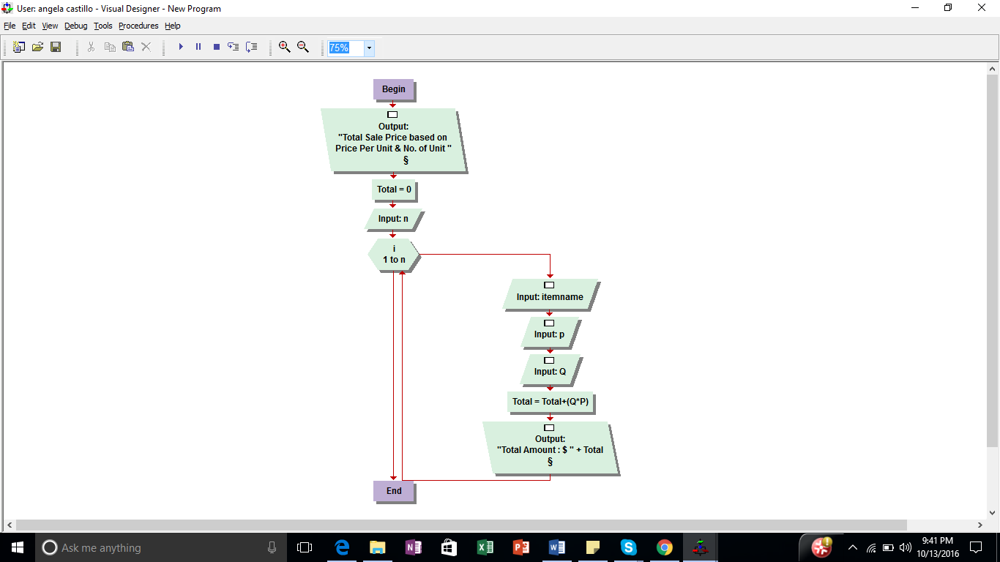 User: angela castillo - Visual Designer - New Program
File Edit View Debug Tools Procedures Help
75%
Begin
Output:
"Total Sale Price based on
Price Per Unit & No. of Unit "
§
Total = 0
Input: n
i
1 to n
Input: itemname
Input: p
Input: Q
Total = Total+(Q*P)
Output:
"Total Amount : $ " + Total
§
End
Ask me anything
9:41 PM
10/13/2016